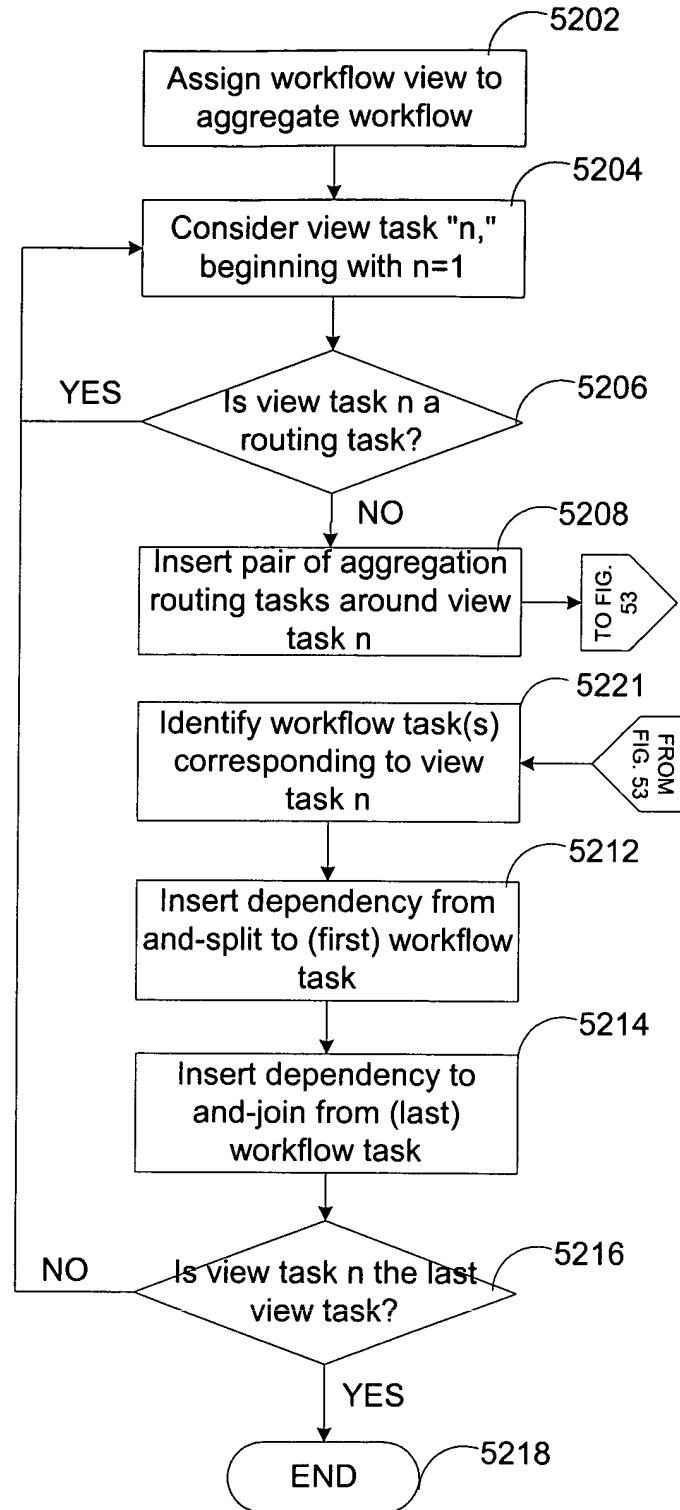 5202
Assign workflow view to
aggregate workflow
5204
Consider view task "n,"
beginning with n=1
YES
5206
Is view task n a
routing task?
NO
5208
Insert pair of aggregation
routing tasks around view
task n
TO FIG.
53
5221
Identify workflow task(s)
corresponding to view
task n
FROM
FIG. 53
5212
Insert dependency from
and-split to (first) workflow
task
5214
Insert dependency to
and-join from (last)
workflow task
5216
NO
Is view task n the last
view task?
YES
5218
END